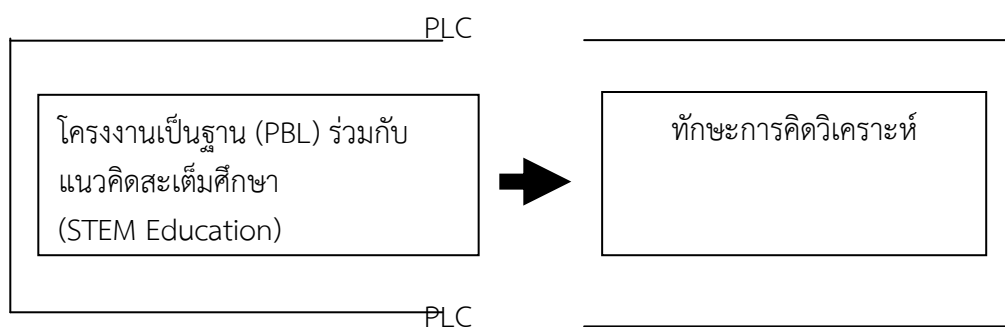 PLC
โครงงานเป็นฐาน (PBL) ร่วมกับ
แนวคิดสะเต็มศึกษา
(STEM Education)
ทักษะการคิดวิเคราะห์
PLC